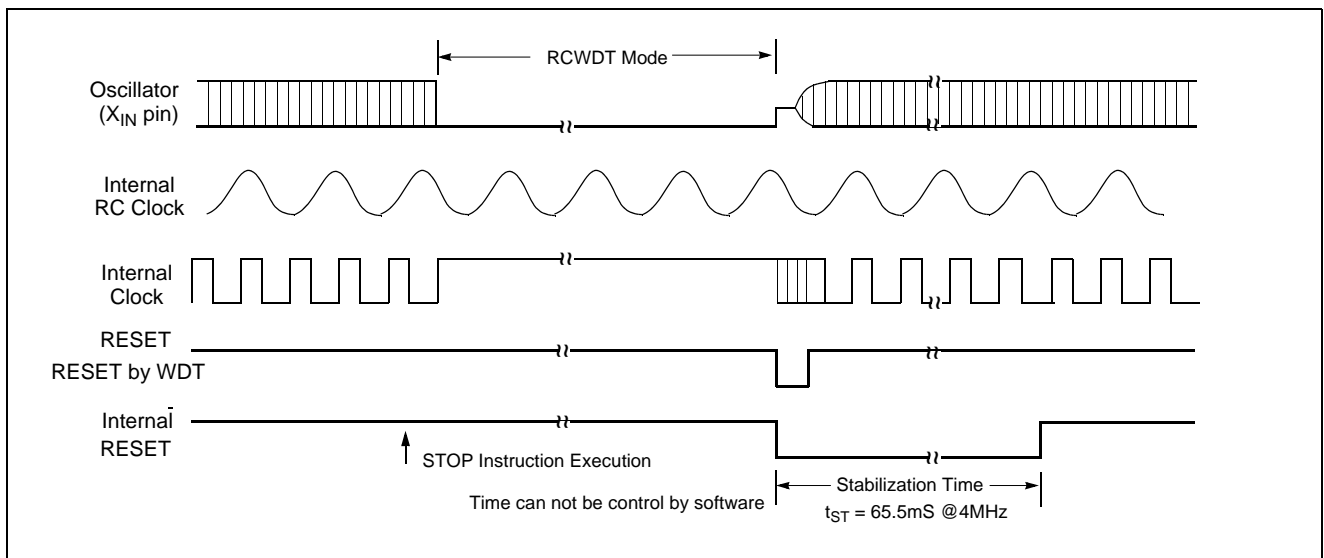 RCWDT Mode
Oscillator
(XIN pin)
Internal
RC Clock
Internal
Clock
RESET
RESET by WDT
Internal
RESET
STOP Instruction Execution
Time can not be control by software
Stabilization Time
tST = 65.5mS @4MHz